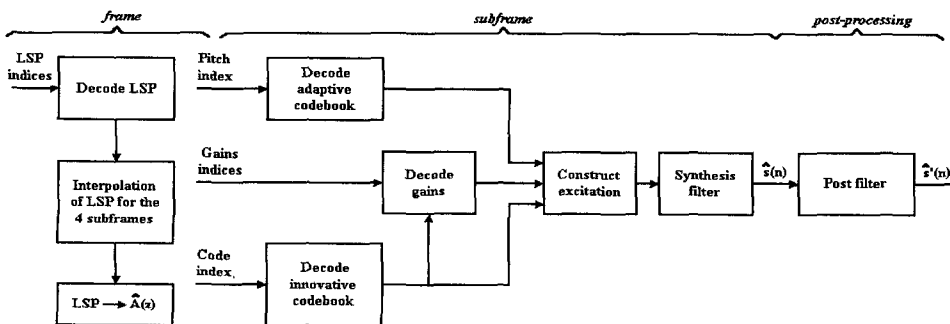 frame
subframe
post-processing
LSP
indices
Decode LSP
Interpolation
of LSP for the
4 subframes
LSP → Â(z)
Pitch
index
Decode
adaptive
codebook
Gains
indices
Decode
gains
Code
index,
Decode
innovative
codebook
Construct
excitation
Synthesis
filter
ŝ(n)
Post filter
ŝ'(n)